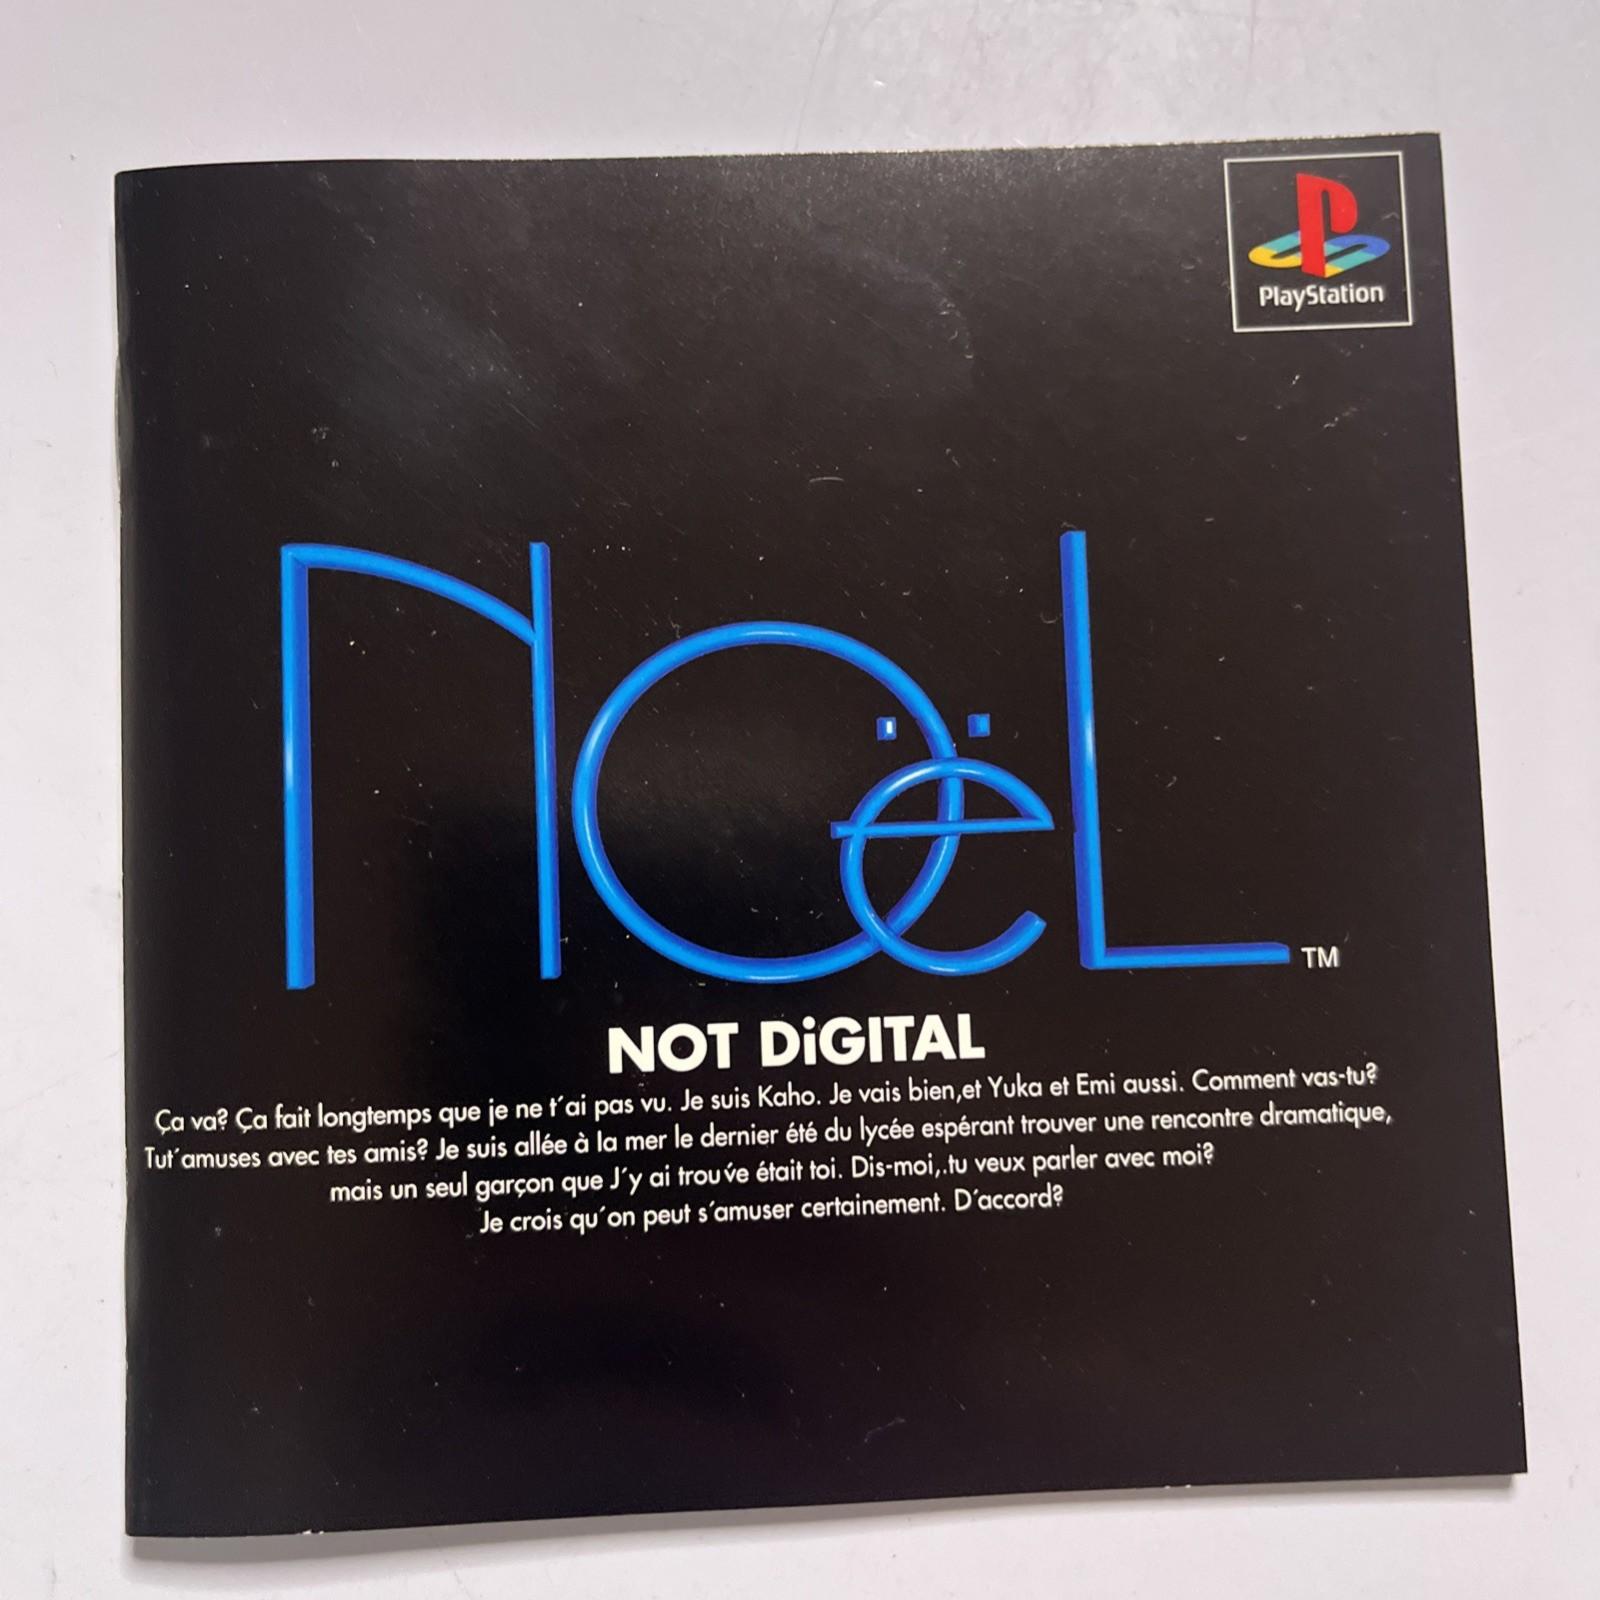 PlayStation
NOëL TM
NOT DiGITAL
Ça va? Ça fait longtemps que je ne t'ai pas vu. Je suis Kaho. Je vais bien,et Yuka et Emi aussi. Comment vas-tu?
Tut'amuses avec tes amis? Je suis allée à la mer le dernier été du lycée espérant trouver une rencontre dramatique,
mais un seul garçon que J'y ai trouvé était toi. Dis-moi,.tu veux parler avec moi?
Je crois qu'on peut s'amuser certainement. D'accord?